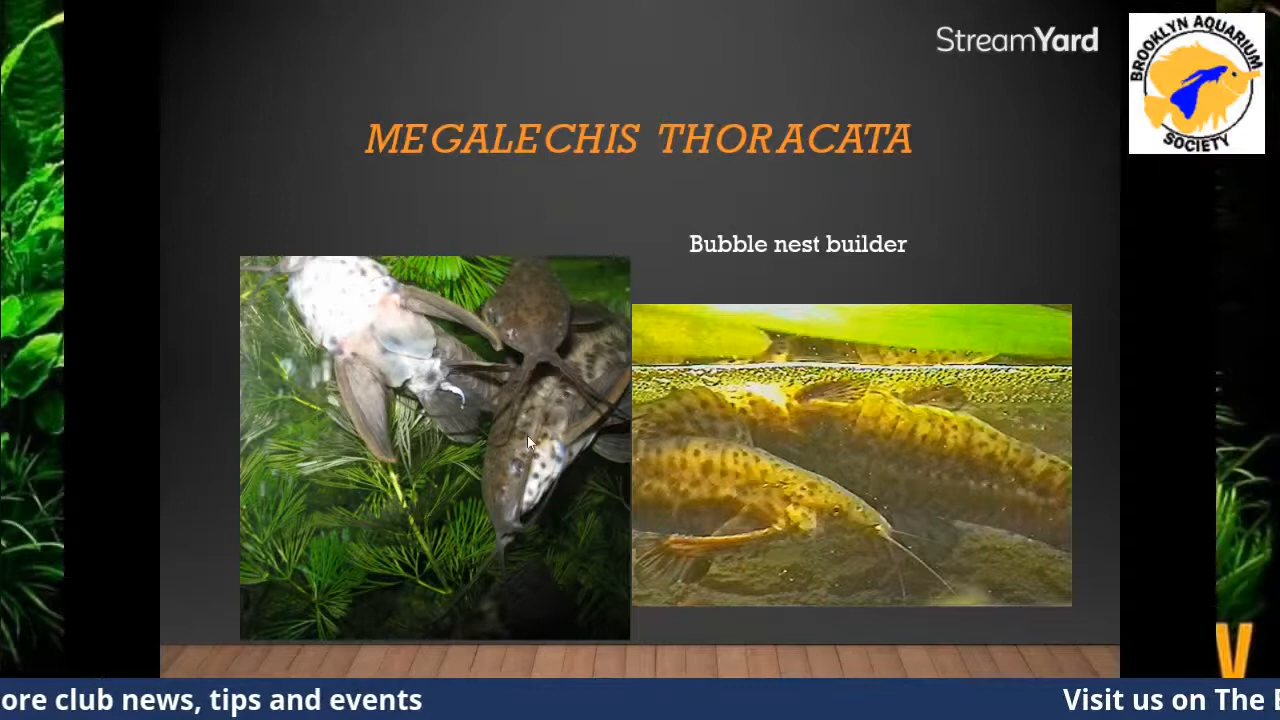 StreamYard
BROOKLYN AQUARIUM
SOCIETY
MEGALECHIS THORACATA
Bubble nest builder
V
ore club news, tips and events
Visit us on The